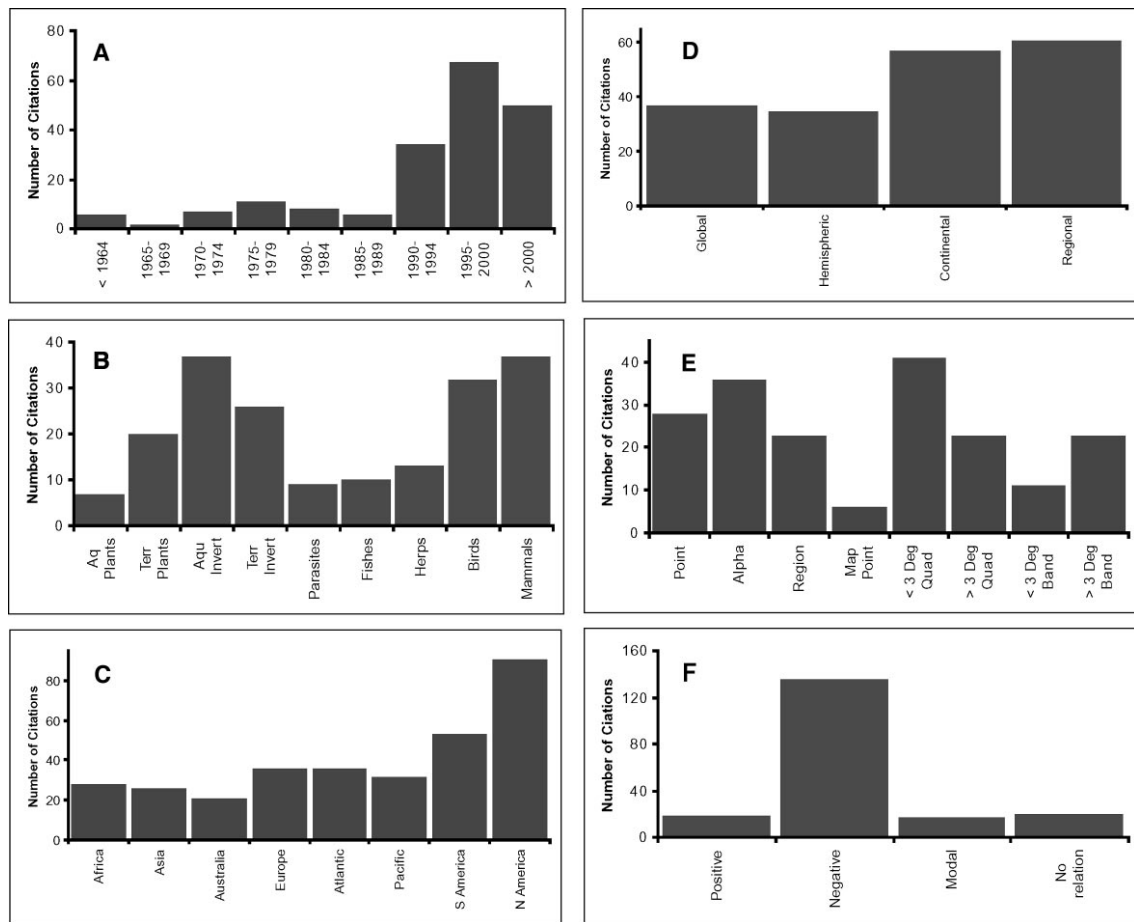 A
Number of Citations
80
60
40
20
0
< 1964
1965-
1969
1970-
1974
1975-
1979
1980-
1984
1985-
1989
1990-
1994
1995-
2000
> 2000
B
Number of Citations
40
30
20
10
0
Aq
Plants
Terr
Plants
Aqu
Invert
Terr
Invert
Parasites
Fishes
Herps
Birds
Mammals
C
Number of Citations
80
60
40
20
0
Africa
Asia
Australia
Europe
Atlantic
Pacific
S America
N America
D
Number of Citations
60
40
20
0
Global
Hemispheric
Continental
Regional
E
Number of Citations
40
30
20
10
0
Point
Alpha
Region
Map
Point
< 3 Deg
Quad
> 3 Deg
Quad
< 3 Deg
Band
> 3 Deg
Band
F
Number of Ciations
160
120
80
40
0
Positive
Negative
Modal
No
relation